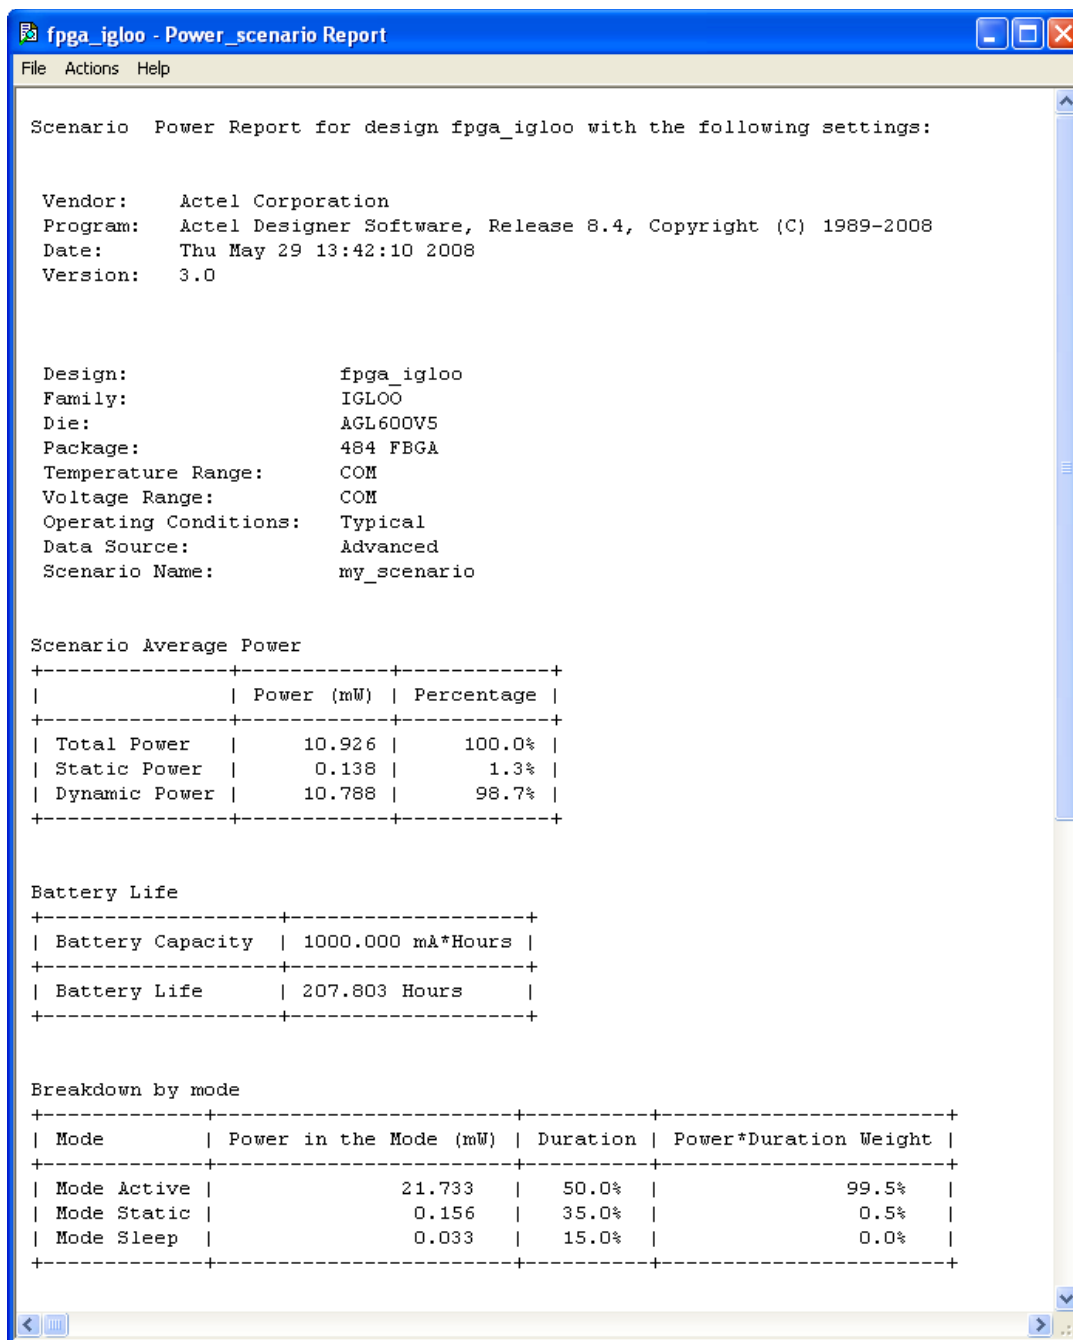 fpga_igloo - Power_scenario Report
File Actions Help
Scenario  Power Report for design fpga_igloo with the following settings:
Vendor:    Actel Corporation
Program:   Actel Designer Software, Release 8.4, Copyright (C) 1989-2008
Date:      Thu May 29 13:42:10 2008
Version:   3.0
Design:                 fpga_igloo
Family:                 IGLOO
Die:                    AGL600V5
Package:                484 FBGA
Temperature Range:      COM
Voltage Range:          COM
Operating Conditions:   Typical
Data Source:            Advanced
Scenario Name:          my_scenario
Scenario Average Power
+---------------+------------+------------+
|               | Power (mW) | Percentage |
+---------------+------------+------------+
| Total Power   |     10.926 |     100.0% |
| Static Power  |      0.138 |       1.3% |
| Dynamic Power |     10.788 |      98.7% |
+---------------+------------+------------+
Battery Life
+-------------------+-------------------+
| Battery Capacity  | 1000.000 mA*Hours |
+-------------------+-------------------+
| Battery Life      | 207.803 Hours     |
+-------------------+-------------------+
Breakdown by mode
+-------------+------------------------+----------+-----------------------+
| Mode        | Power in the Mode (mW) | Duration | Power*Duration Weight |
+-------------+------------------------+----------+-----------------------+
| Mode Active |               21.733   |   50.0%  |                99.5%   |
| Mode Static |                0.156   |   35.0%  |                 0.5%   |
| Mode Sleep  |                0.033   |   15.0%  |                 0.0%   |
+-------------+------------------------+----------+-----------------------+